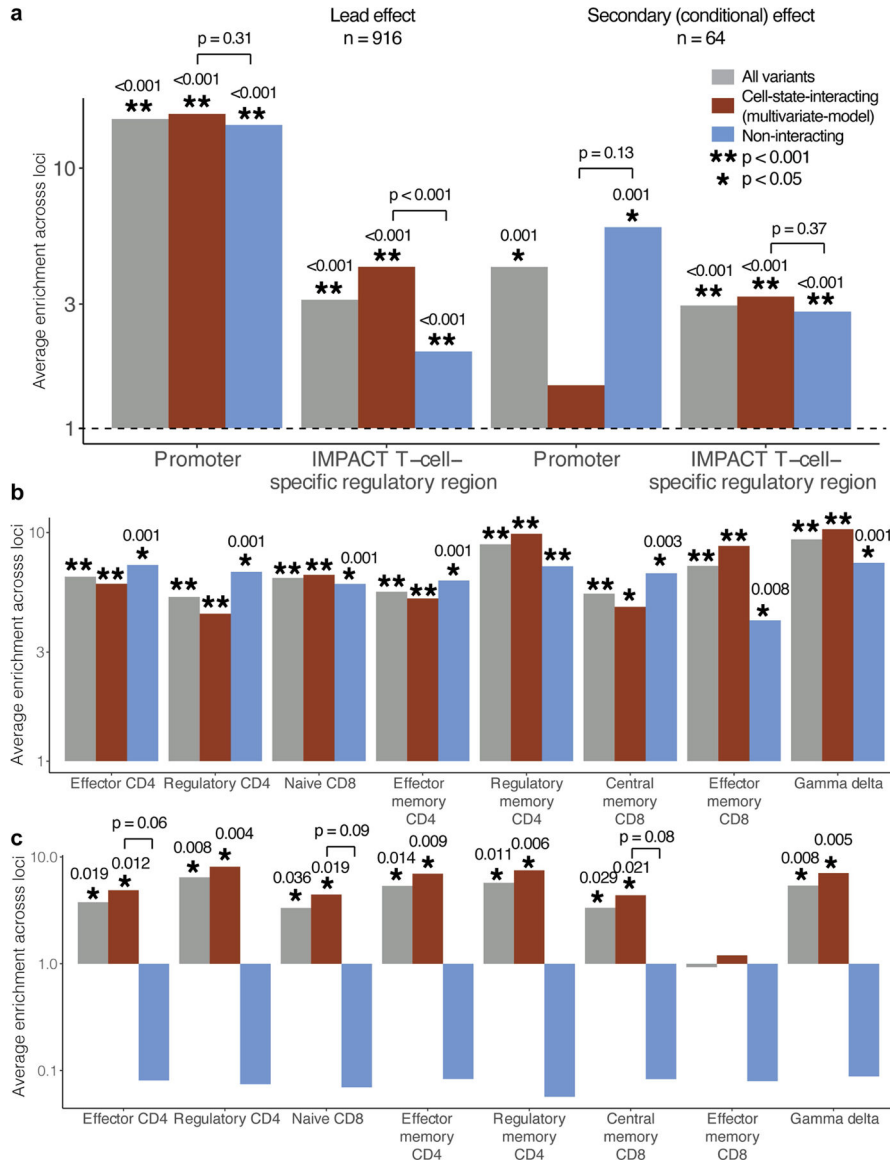 a
Lead effect
n = 916
Secondary (conditional) effect
n = 64
All variants
Cell-state-interacting
(multivariate-model)
Non-interacting
** p < 0.001
* p < 0.05
Average enrichment acrosss loci
10
3
1
<0.001
**
<0.001
**
<0.001
**
p = 0.31
<0.001
**
<0.001
**
<0.001
**
p < 0.001
0.001
*
0.001
*
p = 0.13
<0.001
**
<0.001
**
<0.001
**
p = 0.37
Promoter
IMPACT T-cell-
specific regulatory region
Promoter
IMPACT T-cell-
specific regulatory region
b
Average enrichment acrosss loci
10
3
1
**
**
0.001
*
**
**
0.001
*
**
**
0.001
*
**
**
0.001
*
**
**
**
**
*
0.003
*
**
**
0.008
*
**
**
0.001
*
Effector CD4
Regulatory CD4
Naive CD8
Effector
memory
CD4
Regulatory
memory
CD4
Central
memory
CD8
Effector
memory
CD8
Gamma delta
c
Average enrichment acrosss loci
10.0
1.0
0.1
0.019
*
0.012
*
p = 0.06
0.008
*
0.004
*
0.036
*
0.019
*
p = 0.09
0.014
*
0.009
*
0.011
*
0.006
*
0.029
*
0.021
*
p = 0.08
0.008
*
0.005
*
Effector CD4
Regulatory CD4
Naive CD8
Effector
memory
CD4
Regulatory
memory
CD4
Central
memory
CD8
Effector
memory
CD8
Gamma delta